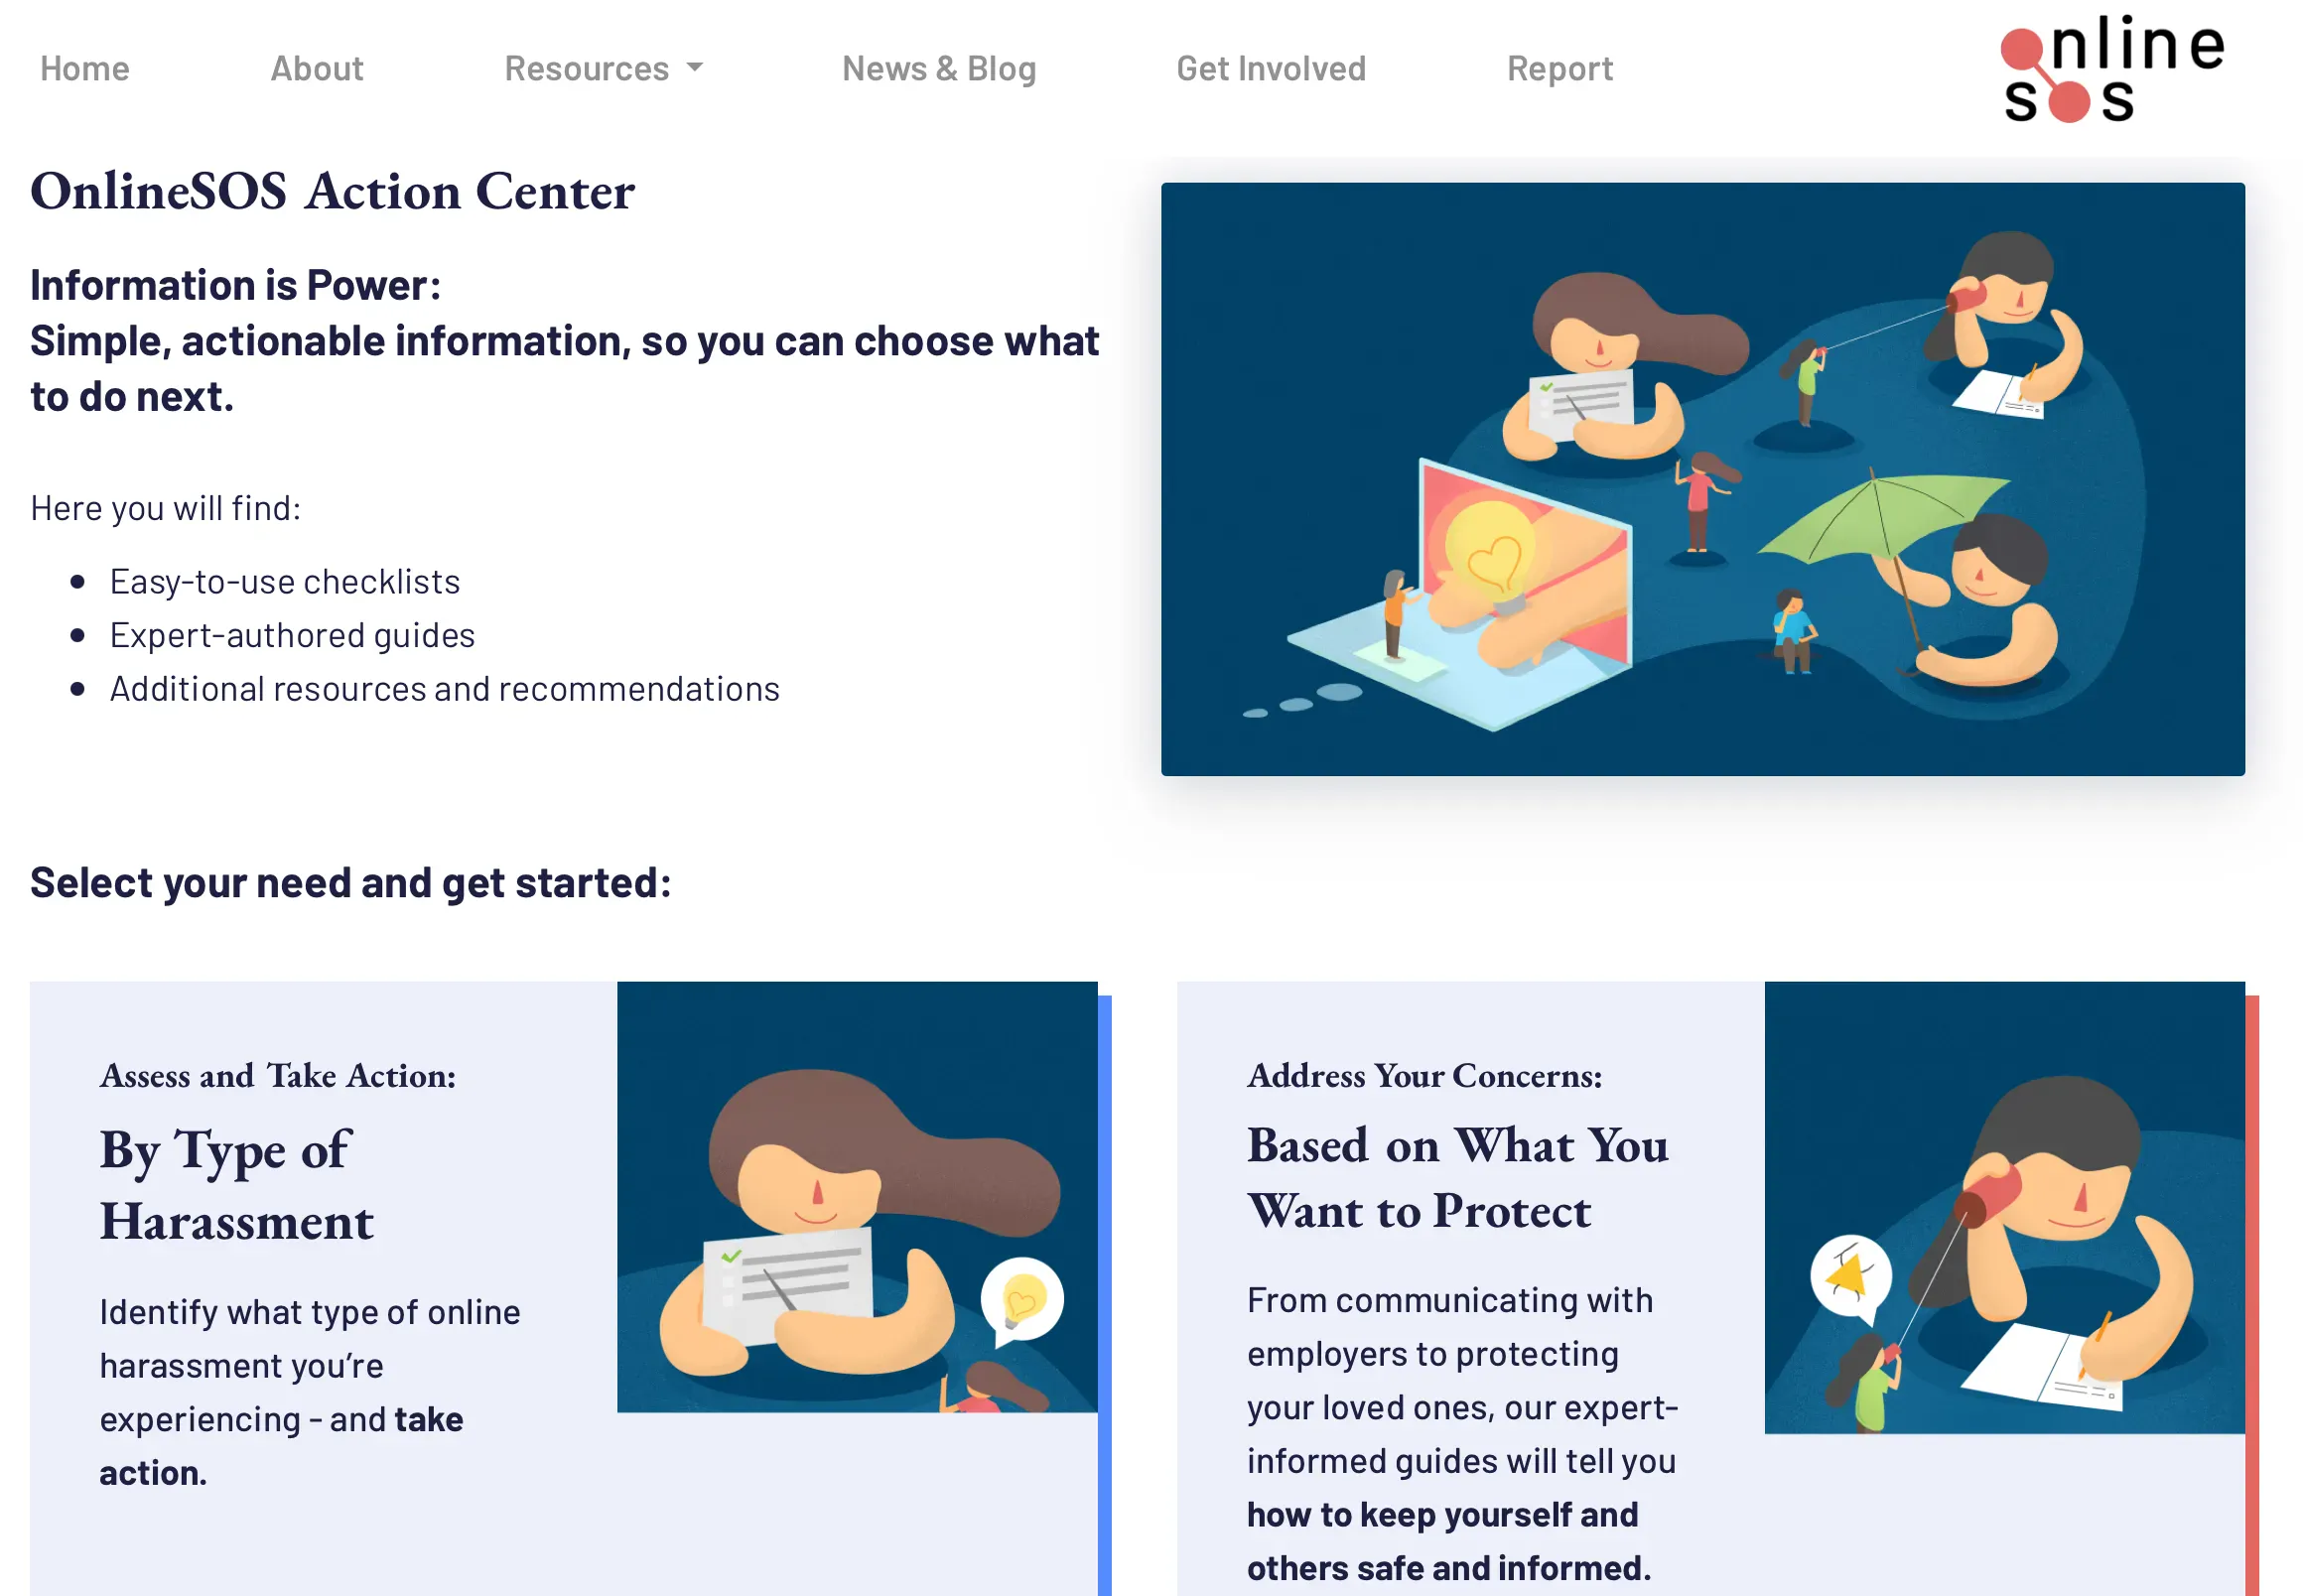 Home About Resources News & Blog Get Involved Report
online
sos
OnlineSOS Action Center
Information is Power:
Simple, actionable information, so you can choose what
to do next.
Here you will find:
Easy-to-use checklists
Expert-authored guides
Additional resources and recommendations
Select your need and get started:
Assess and Take Action:
By Type of
Harassment
Identify what type of online
harassment you’re
experiencing - and take
action.
Address Your Concerns:
Based on What You
Want to Protect
From communicating with
employers to protecting
your loved ones, our expert-
informed guides will tell you
how to keep yourself and
others safe and informed.